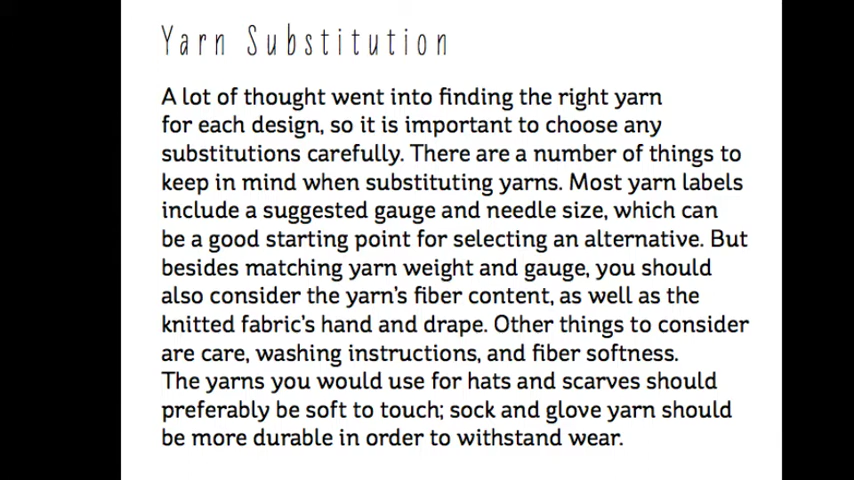 Yarn Substitution
A lot of thought went into finding the right yarn
for each design, so it is important to choose any
substitutions carefully. There are a number of things to
keep in mind when substituting yarns. Most yarn labels
include a suggested gauge and needle size, which can
be a good starting point for selecting an alternative. But
besides matching yarn weight and gauge, you should
also consider the yarn’s fiber content, as well as the
knitted fabric’s hand and drape. Other things to consider
are care, washing instructions, and fiber softness.
The yarns you would use for hats and scarves should
preferably be soft to touch; sock and glove yarn should
be more durable in order to withstand wear.